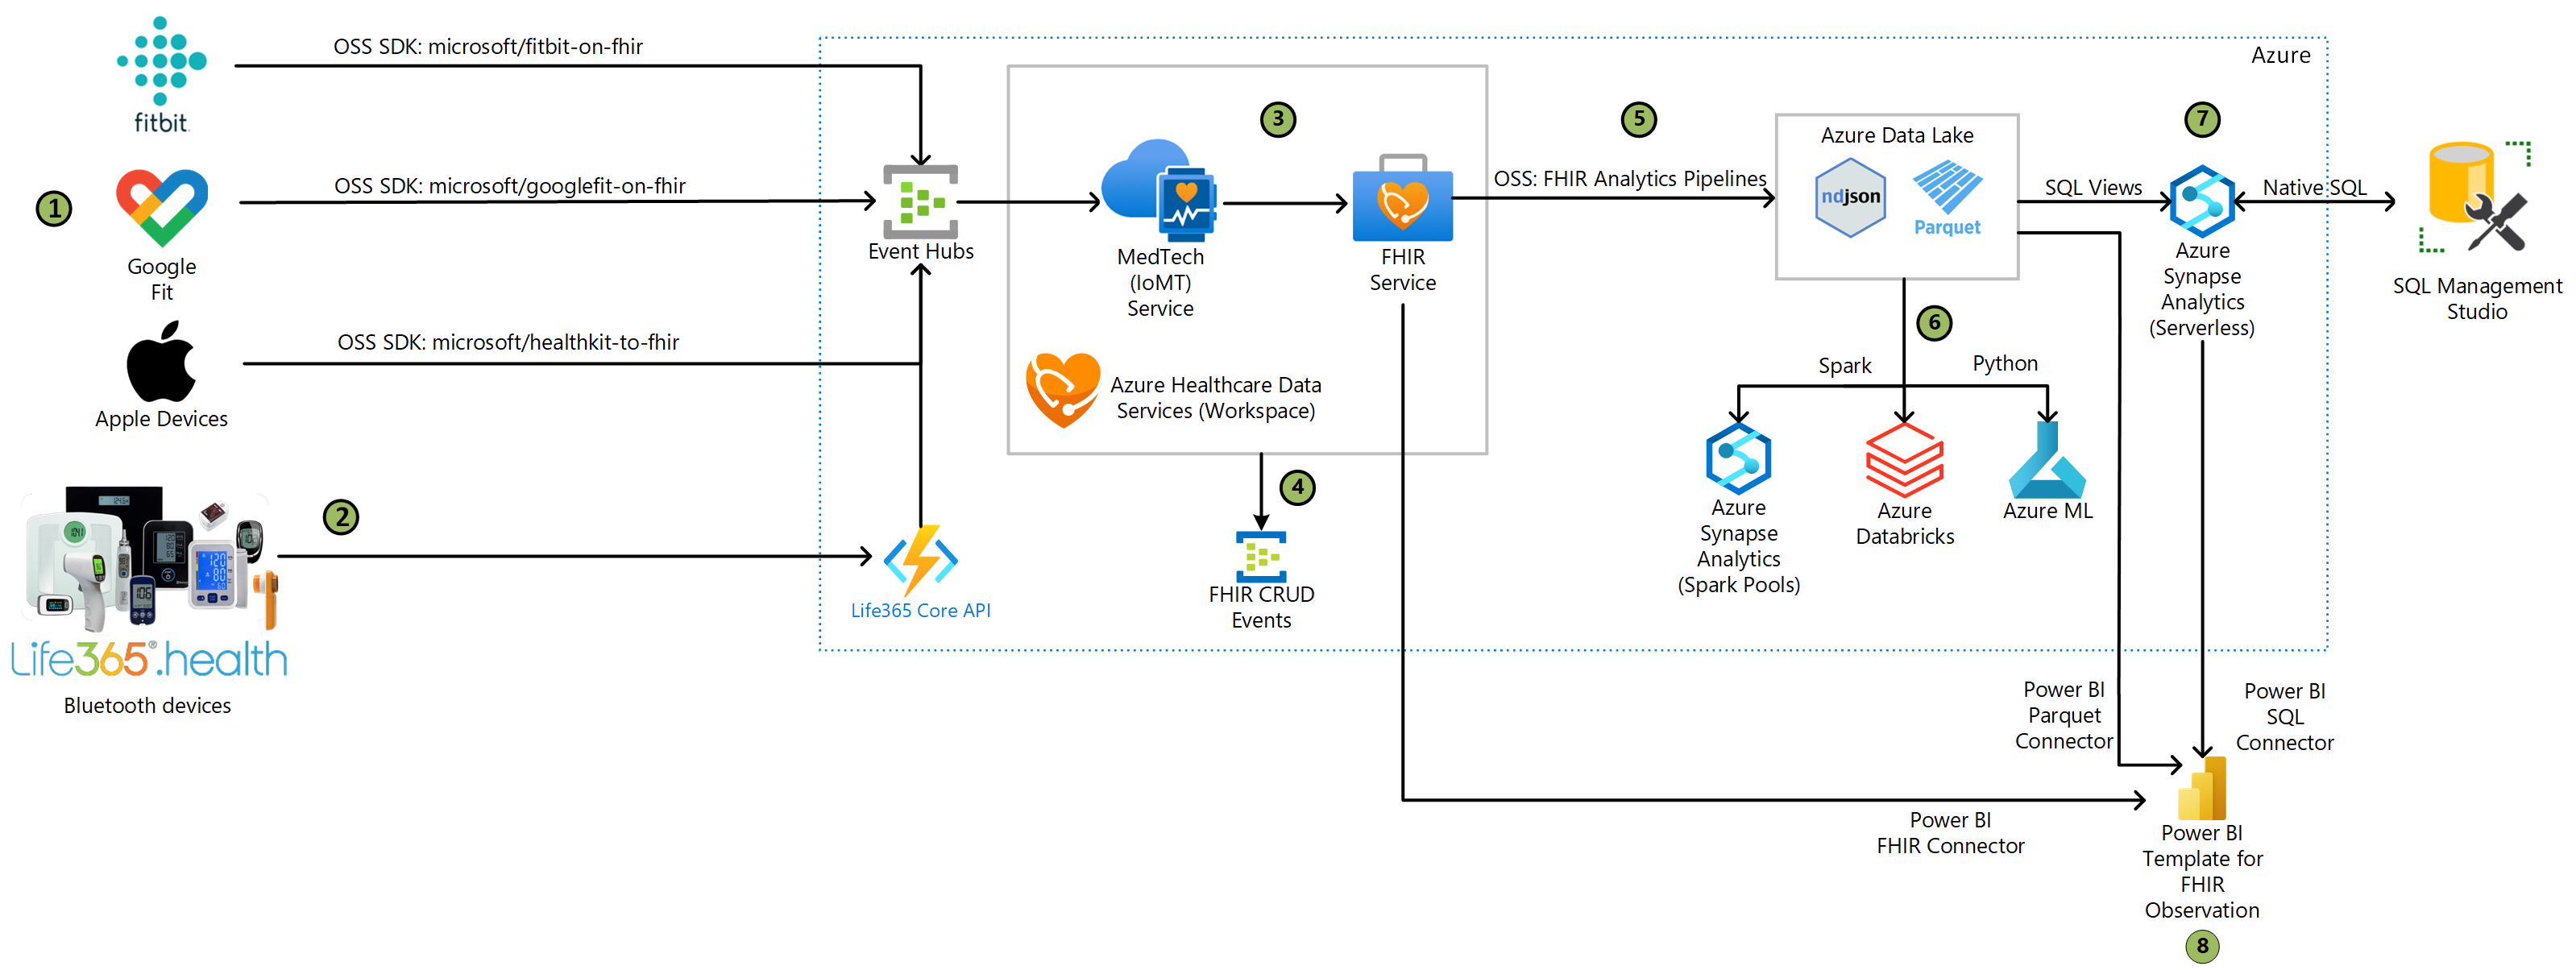 OSS SDK: microsoft/fitbit-on-fhir
Azure
fitbit
1
OSS SDK: microsoft/googlefit-on-fhir
Google
Fit
OSS SDK: microsoft/healthkit-to-fhir
Apple Devices
2
Life365®.health
Bluetooth devices
Event Hubs
Life365 Core API
3
MedTech
(IoMT)
Service
FHIR
Service
Azure Healthcare Data
Services (Workspace)
4
FHIR CRUD
Events
5
OSS: FHIR Analytics Pipelines
Azure Data Lake
ndjson
Parquet
6
Spark
Python
Azure
Synapse
Analytics
(Spark Pools)
Azure
Databricks
Azure ML
7
SQL Views
Azure
Synapse
Analytics
(Serverless)
Native SQL
SQL Management
Studio
Power BI
Parquet
Connector
Power BI
SQL
Connector
Power BI
FHIR Connector
Power BI
Template for
FHIR
Observation
8